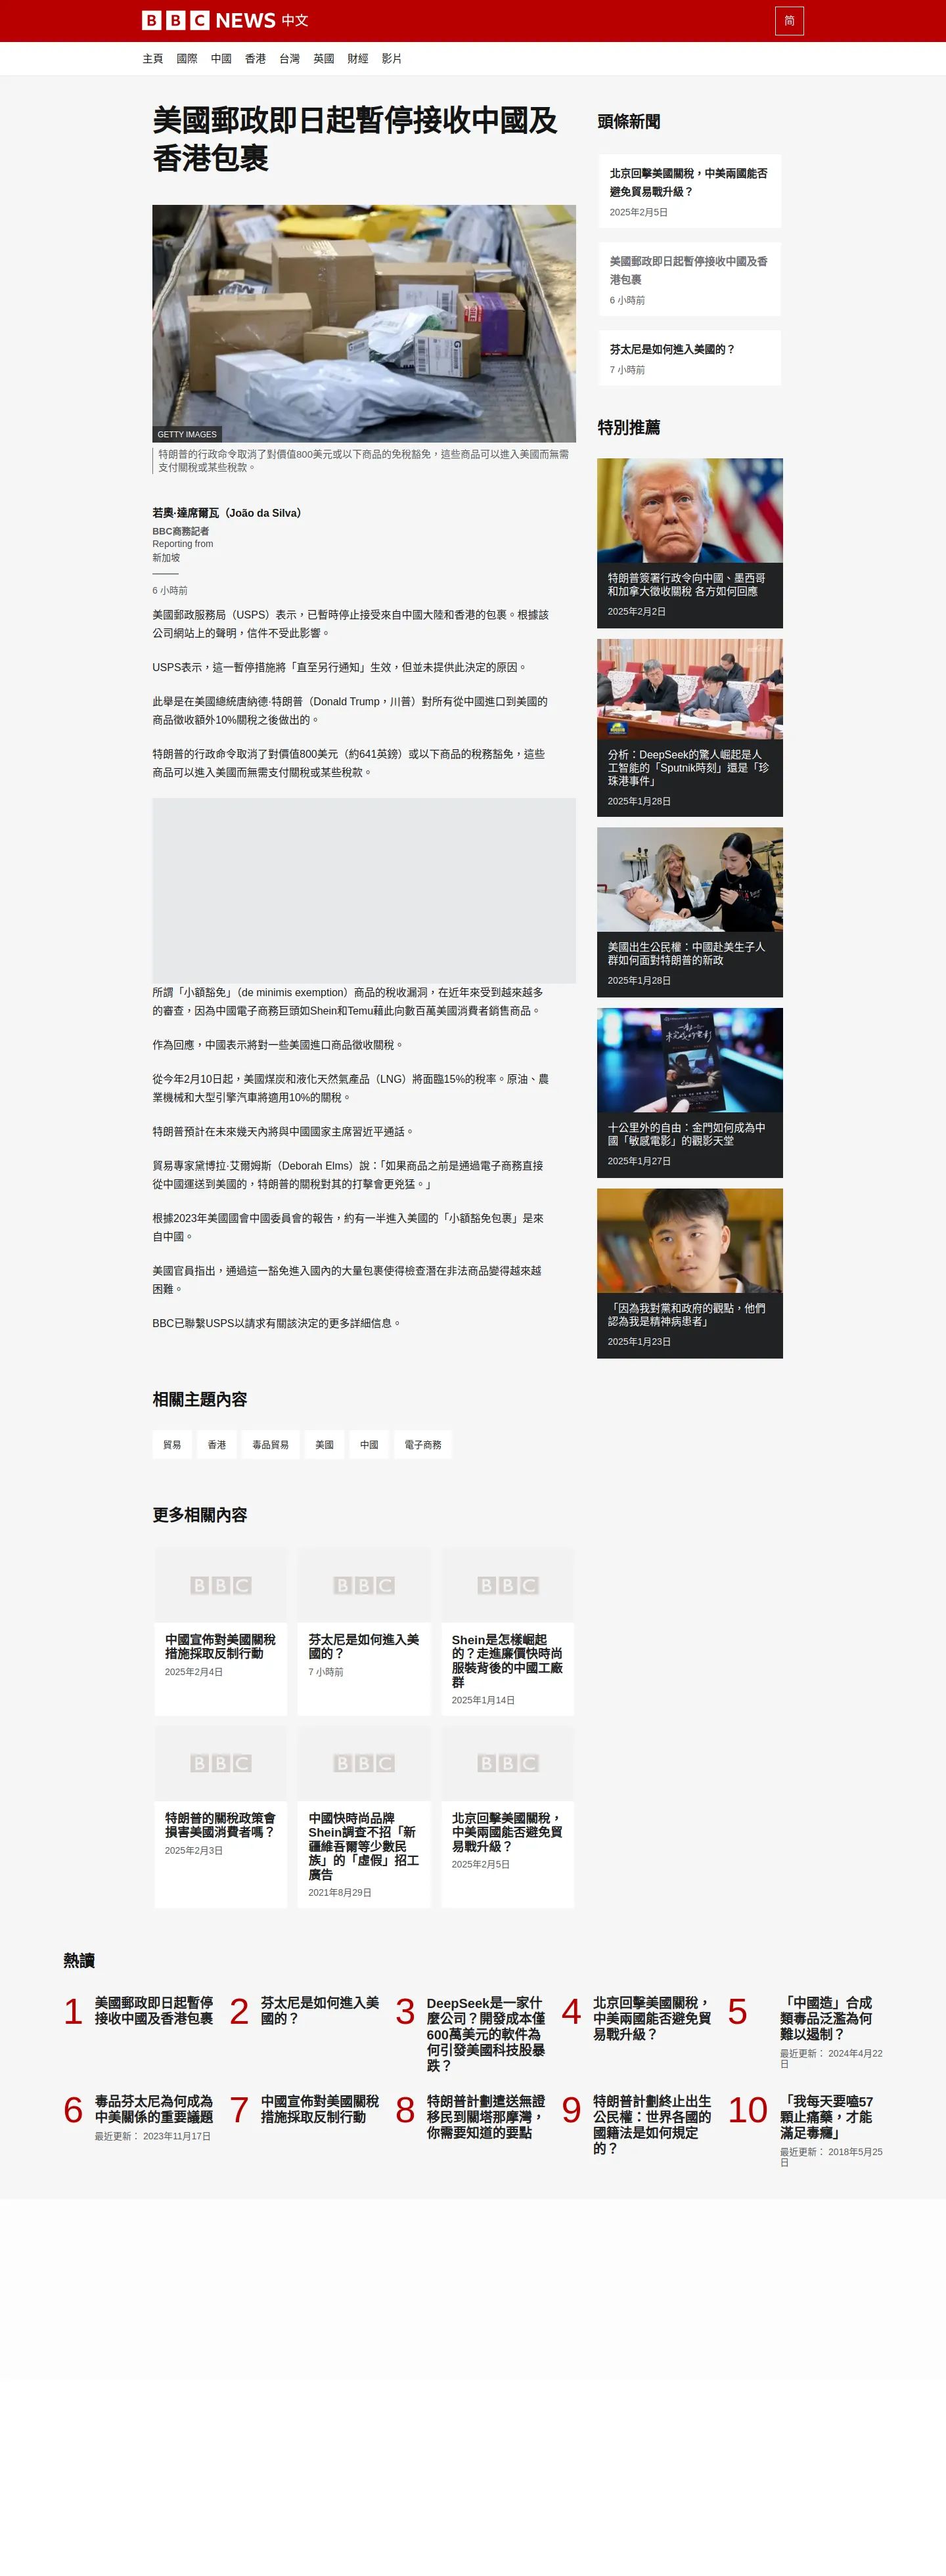 BBC NEWS 中文
简
主頁 國際 中國 香港 台灣 英國 財經 影片
美國郵政即日起暫停接收中國及
香港包裹
GETTY IMAGES
特朗普的行政命令取消了對價值800美元或以下商品的免稅豁免，這些商品可以進入美國而無需
支付關稅或某些稅款。
若奧·達席爾瓦（João da Silva）
BBC商務記者
Reporting from
新加坡
6 小時前
美國郵政服務局（USPS）表示，已暫時停止接受來自中國大陸和香港的包裹。根據該
公司網站上的聲明，信件不受此影響。
USPS表示，這一暫停措施將「直至另行通知」生效，但並未提供此決定的原因。
此舉是在美國總統唐納德·特朗普（Donald Trump，川普）對所有從中國進口到美國的
商品徵收額外10%關稅之後做出的。
特朗普的行政命令取消了對價值800美元（約641英鎊）或以下商品的稅務豁免，這些
商品可以進入美國而無需支付關稅或某些稅款。
所謂「小額豁免」（de minimis exemption）商品的稅收漏洞，在近年來受到越來越多
的審查，因為中國電子商務巨頭如Shein和Temu藉此向數百萬美國消費者銷售商品。
作為回應，中國表示將對一些美國進口商品徵收關稅。
從今年2月10日起，美國煤炭和液化天然氣產品（LNG）將面臨15%的稅率。原油、農
業機械和大型引擎汽車將適用10%的關稅。
特朗普預計在未來幾天內將與中國國家主席習近平通話。
貿易專家黛博拉·艾爾姆斯（Deborah Elms）說：「如果商品之前是通過電子商務直接
從中國運送到美國的，特朗普的關稅對其的打擊會更兇猛。」
根據2023年美國國會中國委員會的報告，約有一半進入美國的「小額豁免包裹」是來
自中國。
美國官員指出，通過這一豁免進入國內的大量包裹使得檢查潛在非法商品變得越來越
困難。
BBC已聯繫USPS以請求有關該決定的更多詳細信息。
相關主題內容
貿易 香港 毒品貿易 美國 中國 電子商務
更多相關內容
BBC
中國宣佈對美國關稅
措施採取反制行動
2025年2月4日
BBC
芬太尼是如何進入美
國的？
7 小時前
BBC
Shein是怎樣崛起
的？走進廉價快時尚
服裝背後的中國工廠
群
2025年1月14日
BBC
特朗普的關稅政策會
損害美國消費者嗎？
2025年2月3日
BBC
中國快時尚品牌
Shein調查不招「新
疆維吾爾等少數民
族」的「虛假」招工
廣告
2021年8月29日
BBC
北京回擊美國關稅，
中美兩國能否避免貿
易戰升級？
2025年2月5日
頭條新聞
北京回擊美國關稅，中美兩國能否
避免貿易戰升級？
2025年2月5日
美國郵政即日起暫停接收中國及香
港包裹
6 小時前
芬太尼是如何進入美國的？
7 小時前
特別推薦
特朗普簽署行政令向中國、墨西哥
和加拿大徵收關稅 各方如何回應
2025年2月2日
分析：DeepSeek的驚人崛起是人
工智能的「Sputnik時刻」還是「珍
珠港事件」
2025年1月28日
美國出生公民權：中國赴美生子人
群如何面對特朗普的新政
2025年1月28日
十公里外的自由：金門如何成為中
國「敏感電影」的觀影天堂
2025年1月27日
「因為我對黨和政府的觀點，他們
認為我是精神病患者」
2025年1月23日
熱讀
1
美國郵政即日起暫停
接收中國及香港包裹
2
芬太尼是如何進入美
國的？
3
DeepSeek是一家什
麼公司？開發成本僅
600萬美元的軟件為
何引發美國科技股暴
跌？
4
北京回擊美國關稅，
中美兩國能否避免貿
易戰升級？
5
「中國造」合成
類毒品泛濫為何
難以遏制？
最近更新： 2024年4月22
日
6
毒品芬太尼為何成為
中美關係的重要議題
最近更新： 2023年11月17日
7
中國宣佈對美國關稅
措施採取反制行動
8
特朗普計劃遣送無證
移民到關塔那摩灣，
你需要知道的要點
9
特朗普計劃終止出生
公民權：世界各國的
國籍法是如何規定
的？
10
「我每天要嗑57
顆止痛藥，才能
滿足毒癮」
最近更新： 2018年5月25
日